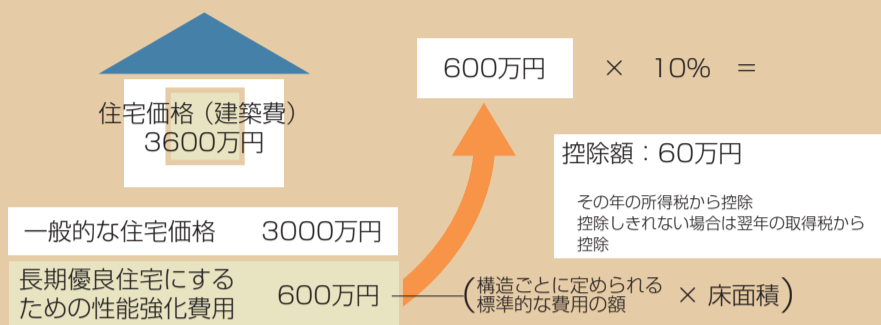 住宅価格（建築費）
3600万円
600万円 × 10% =
控除額：60万円
その年の所得税から控除
控除しきれない場合は翌年の取得税から
控除
一般的な住宅価格 3000万円
長期優良住宅にする
ための性能強化費用
600万円
(構造ごとに定められる
標準的な費用の額 × 床面積)